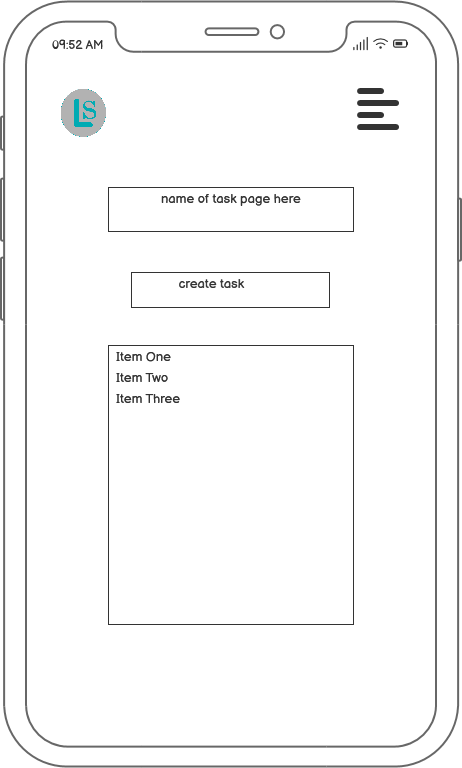 09:52 AM
LS
name of task page here
create task
Item One
Item Two
Item Three